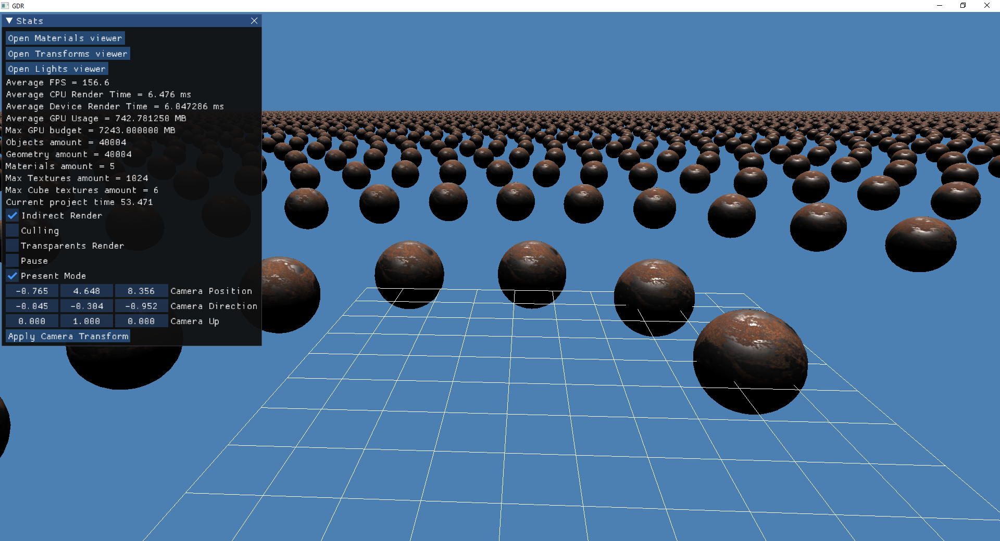 GDR
Stats
Open Materials viewer
Open Transforms viewer
Open Lights viewer
Average FPS = 156.6
Average CPU Render Time = 6.476 ms
Average Device Render Time = 6.047286 ms
Average GPU Usage = 742.781250 MB
Max GPU budget = 7243.000000 MB
Objects amount = 40004
Geometry amount = 40004
Materials amount = 5
Max Textures amount = 1024
Max Cube textures amount = 6
Current project time 53.471
Indirect Render
Culling
Transparents Render
Pause
Present Mode
-0.765 4.648 8.356 Camera Position
-0.045 -0.304 -0.952 Camera Direction
0.000 1.000 0.000 Camera Up
Apply Camera Transform